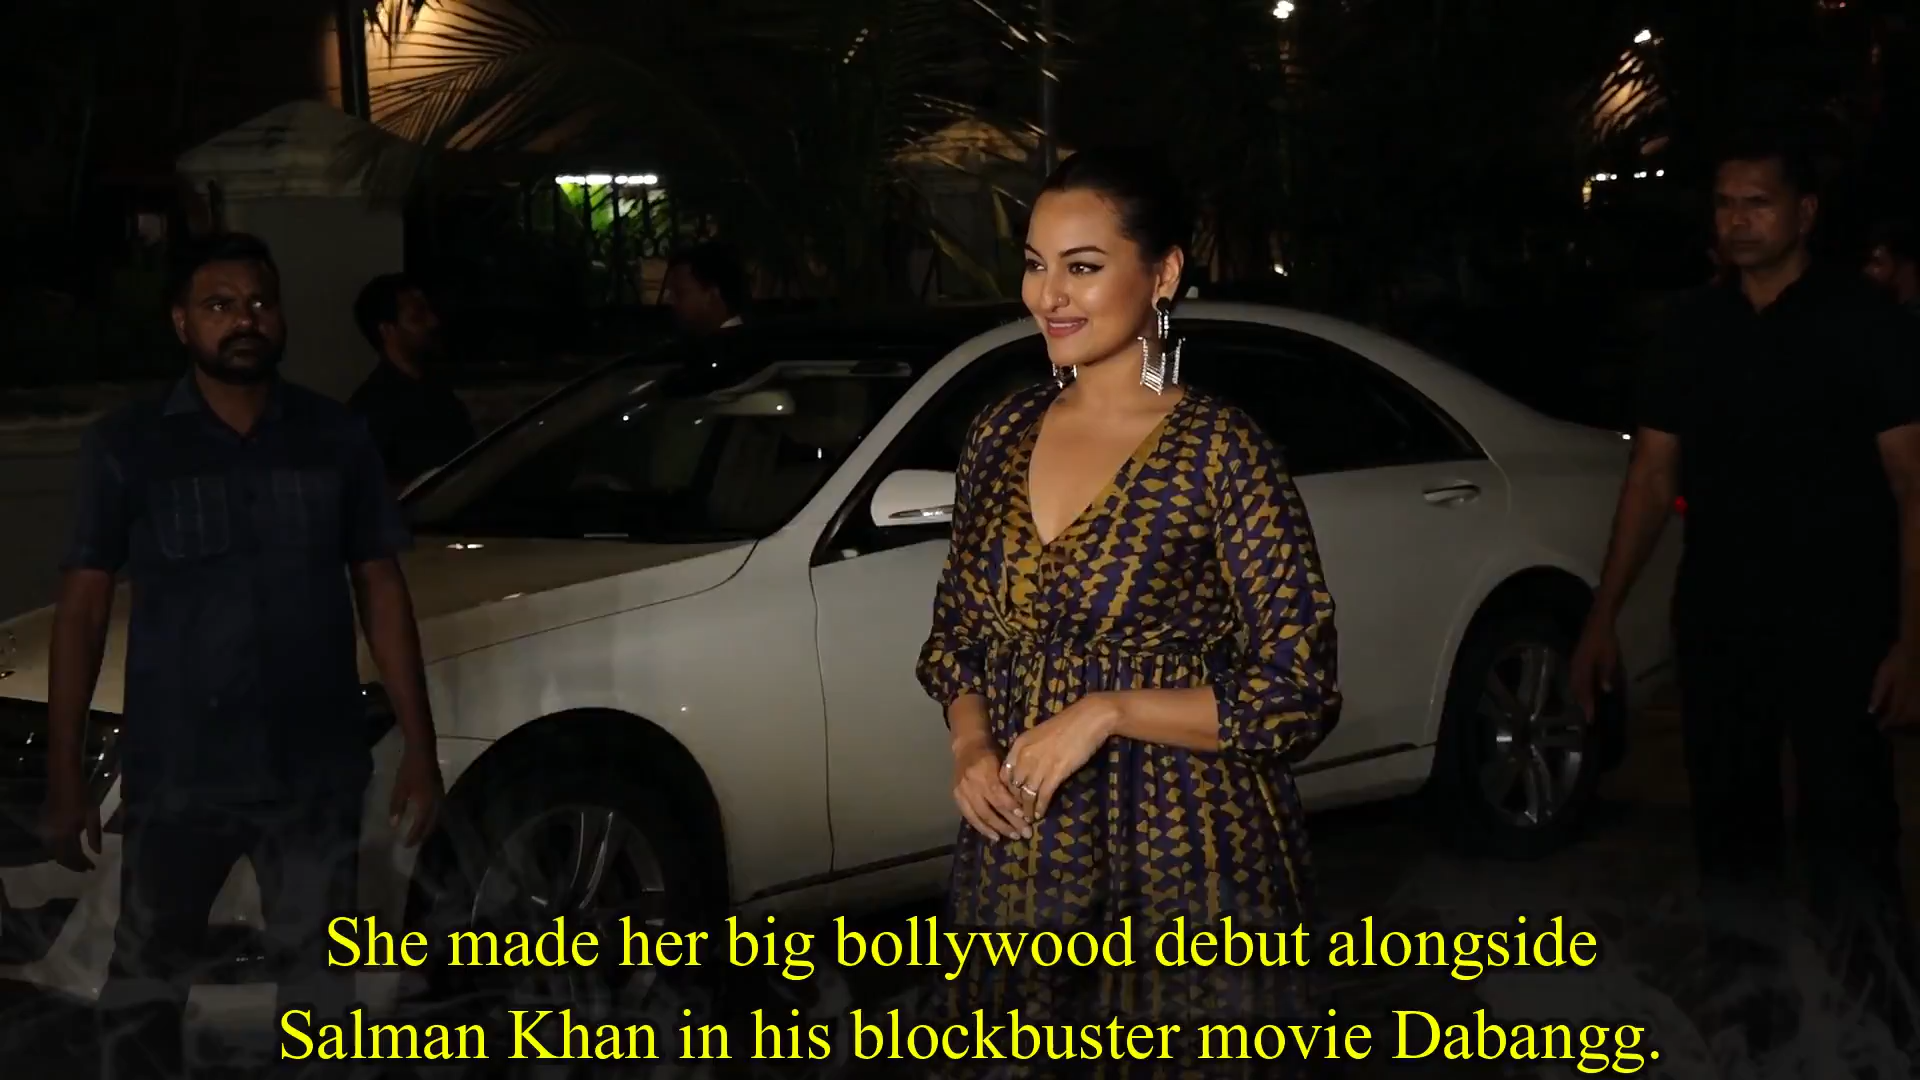 She made her big bollywood debut alongside
Salman Khan in his blockbuster movie Dabangg.